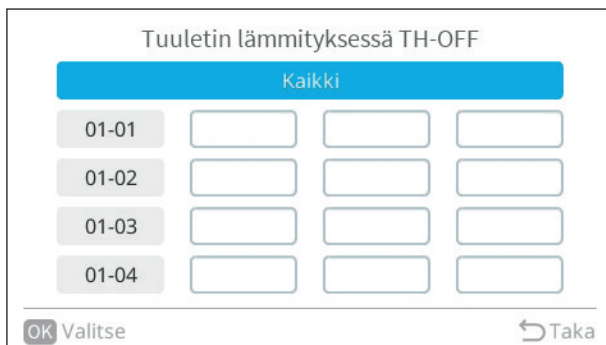 Tuuletin lämmityksessä TH-OFF
Kaikki
01-01
01-02
01-03
01-04
OK Valitse
Taka